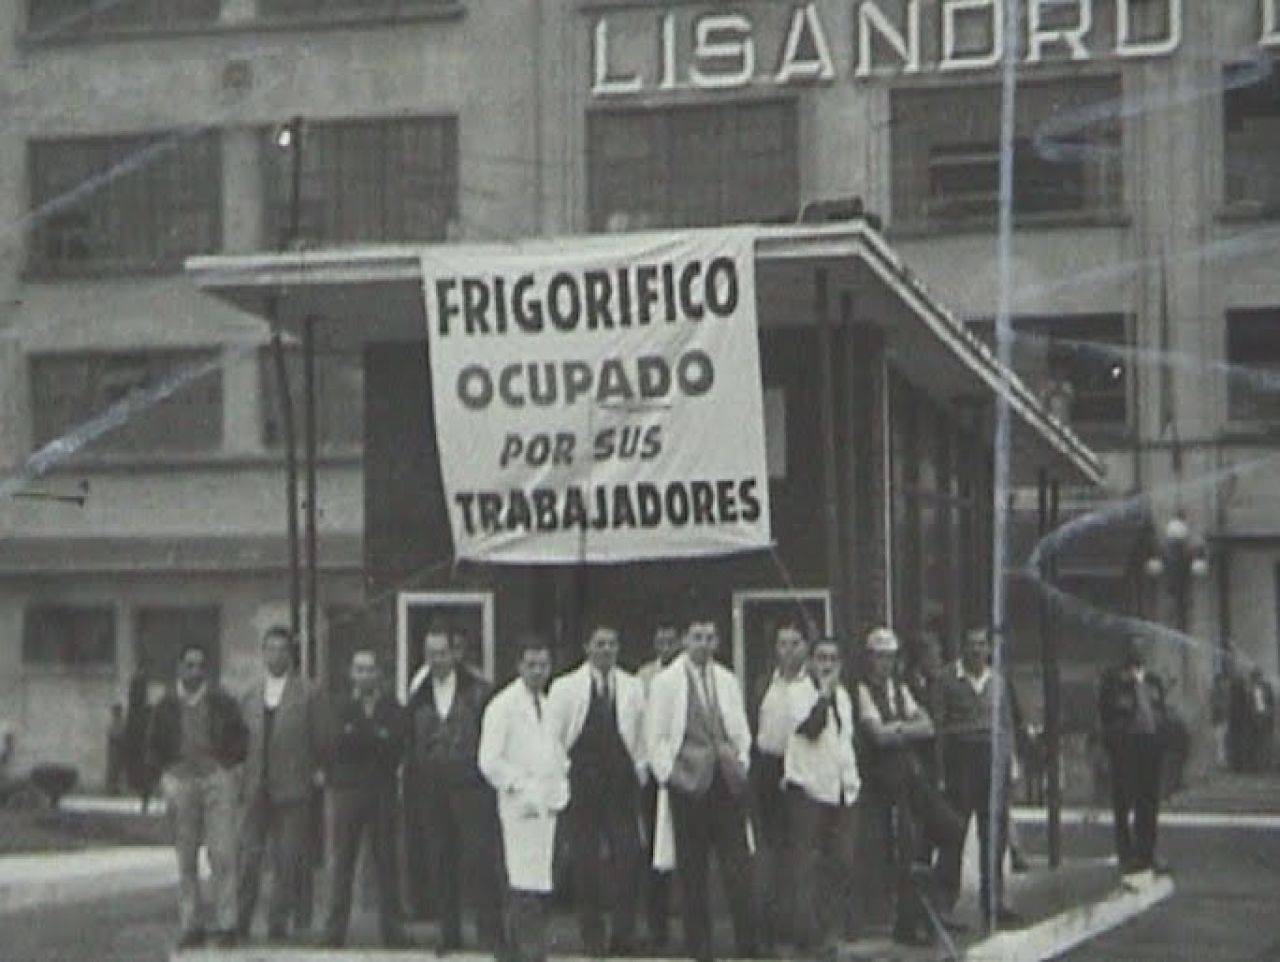 LISANDRO
FRIGORIFICO
OCUPADO
POR SUS
TRABAJADORES